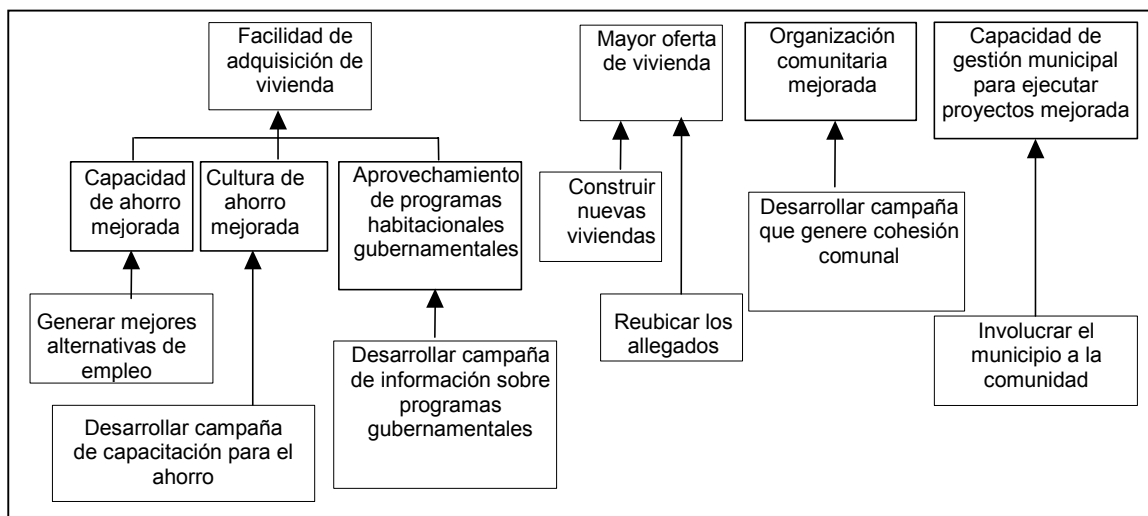 Facilidad de
adquisición de
vivienda
Mayor oferta
de vivienda
Organización
comunitaria
mejorada
Capacidad de
gestión municipal
para ejecutar
proyectos mejorada
Capacidad
de ahorro
mejorada
Cultura de
ahorro
mejorada
Aprovechamiento
de programas
habitacionales
gubernamentales
Construir
nuevas
viviendas
Desarrollar campaña
que genere cohesión
comunal
Generar mejores
alternativas de
empleo
Reubicar los
allegados
Involucrar el
municipio a la
comunidad
Desarrollar campaña
de información sobre
programas
gubernamentales
Desarrollar campaña
de capacitación para el
ahorro